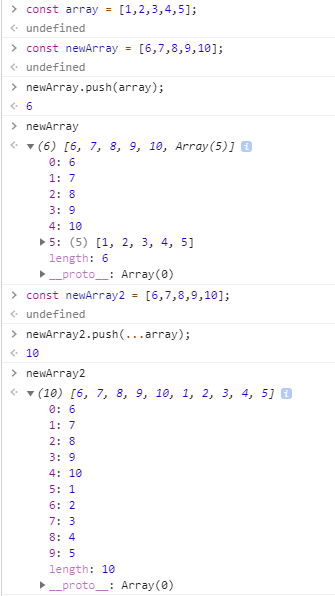 > const array = [1,2,3,4,5];
<· undefined
> const newArray = [6,7,8,9,10];
<· undefined
> newArray.push(array);
<· 6
> newArray
<· ▼(6) [6, 7, 8, 9, 10, Array(5)] i
0: 6
1: 7
2: 8
3: 9
4: 10
▶5: (5) [1, 2, 3, 4, 5]
length: 6
▶__proto__: Array(0)
> const newArray2 = [6,7,8,9,10];
<· undefined
> newArray2.push(...array);
<· 10
> newArray2
<· ▼(10) [6, 7, 8, 9, 10, 1, 2, 3, 4, 5] i
0: 6
1: 7
2: 8
3: 9
4: 10
5: 1
6: 2
7: 3
8: 4
9: 5
length: 10
▶__proto__: Array(0)